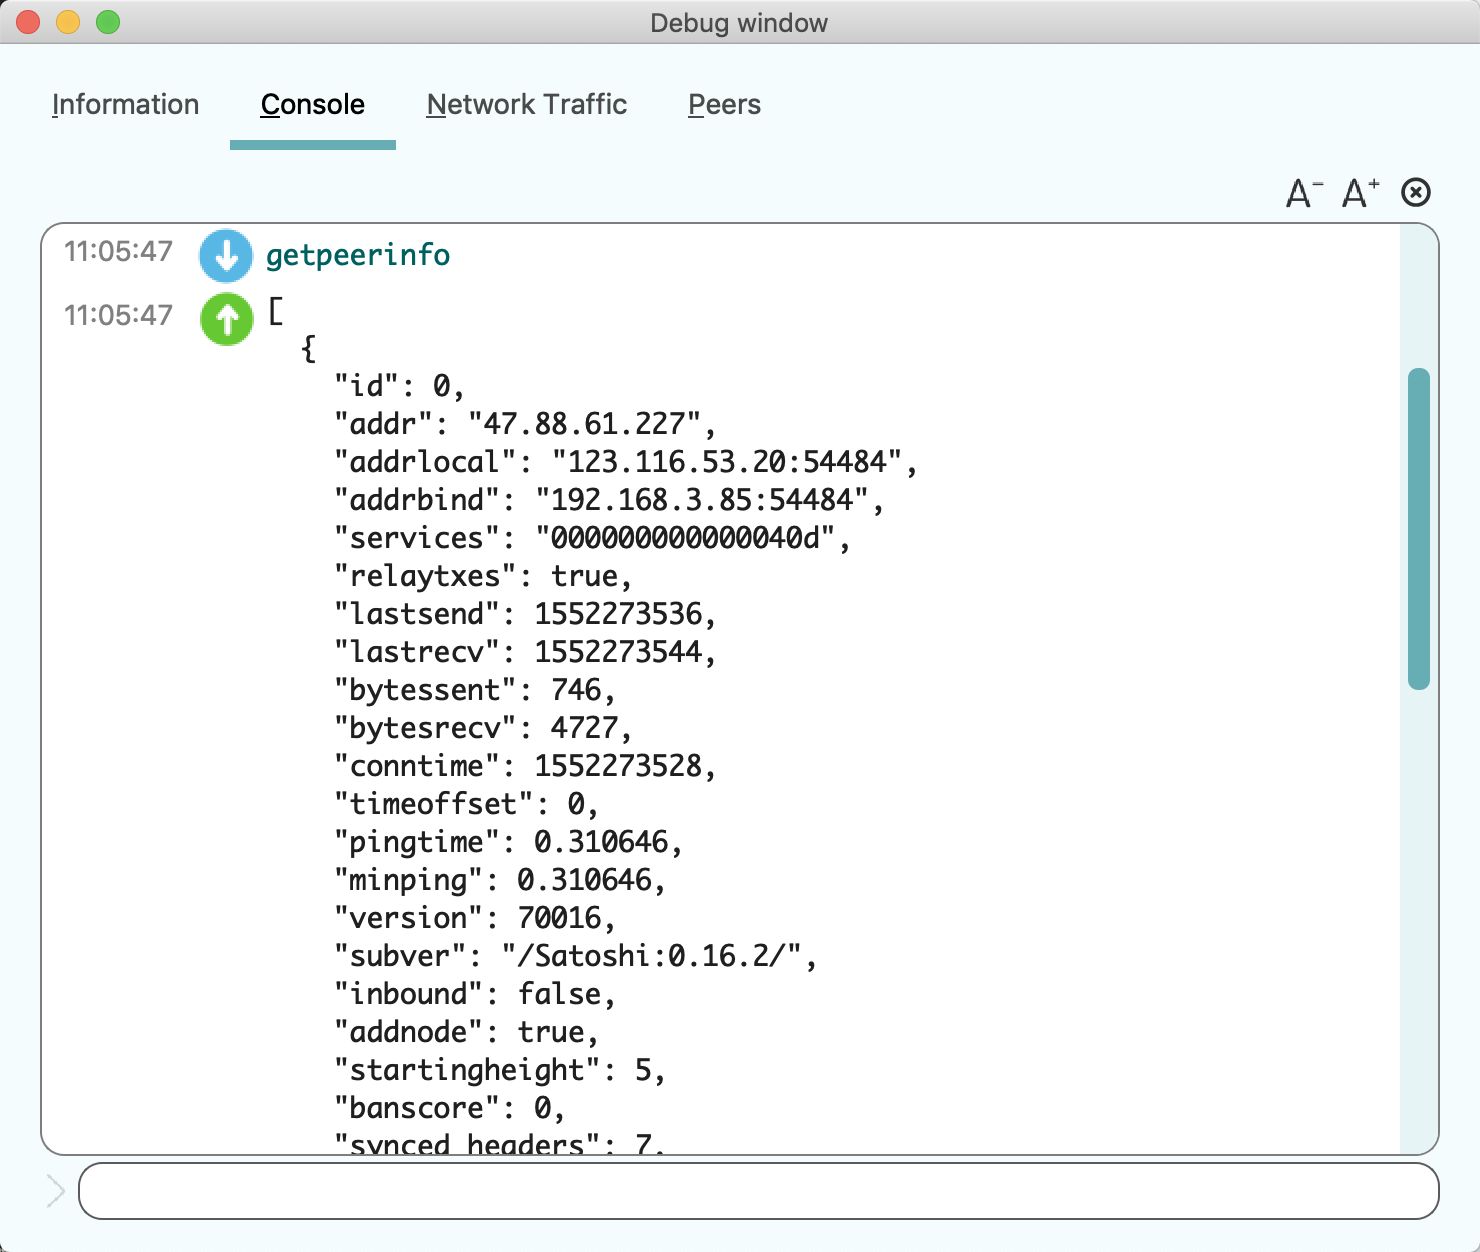 Debug window
Information Console Network Traffic Peers
A⁻ A⁺
11:05:47 getpeerinfo
11:05:47 [
{
"id": 0,
"addr": "47.88.61.227",
"addrlocal": "123.116.53.20:54484",
"addrbind": "192.168.3.85:54484",
"services": "000000000000040d",
"relaytxes": true,
"lastsend": 1552273536,
"lastrecv": 1552273544,
"bytessent": 746,
"bytesrecv": 4727,
"conntime": 1552273528,
"timeoffset": 0,
"pingtime": 0.310646,
"minping": 0.310646,
"version": 70016,
"subver": "/Satoshi:0.16.2/",
"inbound": false,
"addnode": true,
"startingheight": 5,
"banscore": 0,
"synced_headers": 7,